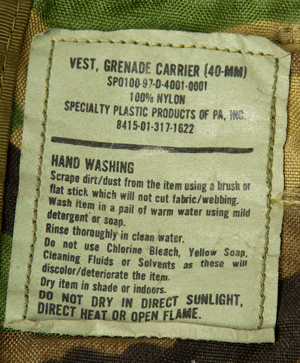 VEST, GRENADE CARRIER (40-MM)
SPO100-97-D-4001-0001
100% NYLON
SPECIALTY PLASTIC PRODUCTS OF PA, INC.
8415-01-317-1622
HAND WASHING
Scrape dirt/dust from the item using a brush or
flat stick which will not cut fabric/webbing.
Wash item in a pail of warm water using mild
detergent or soap.
Rinse thoroughly in clean water.
Do not use Chlorine Bleach, Yellow Soap,
Cleaning Fluids or Solvents as these will
discolor/deteriorate the item.
Dry item in shade or indoors.
DO NOT DRY IN DIRECT SUNLIGHT,
DIRECT HEAT OR OPEN FLAME.